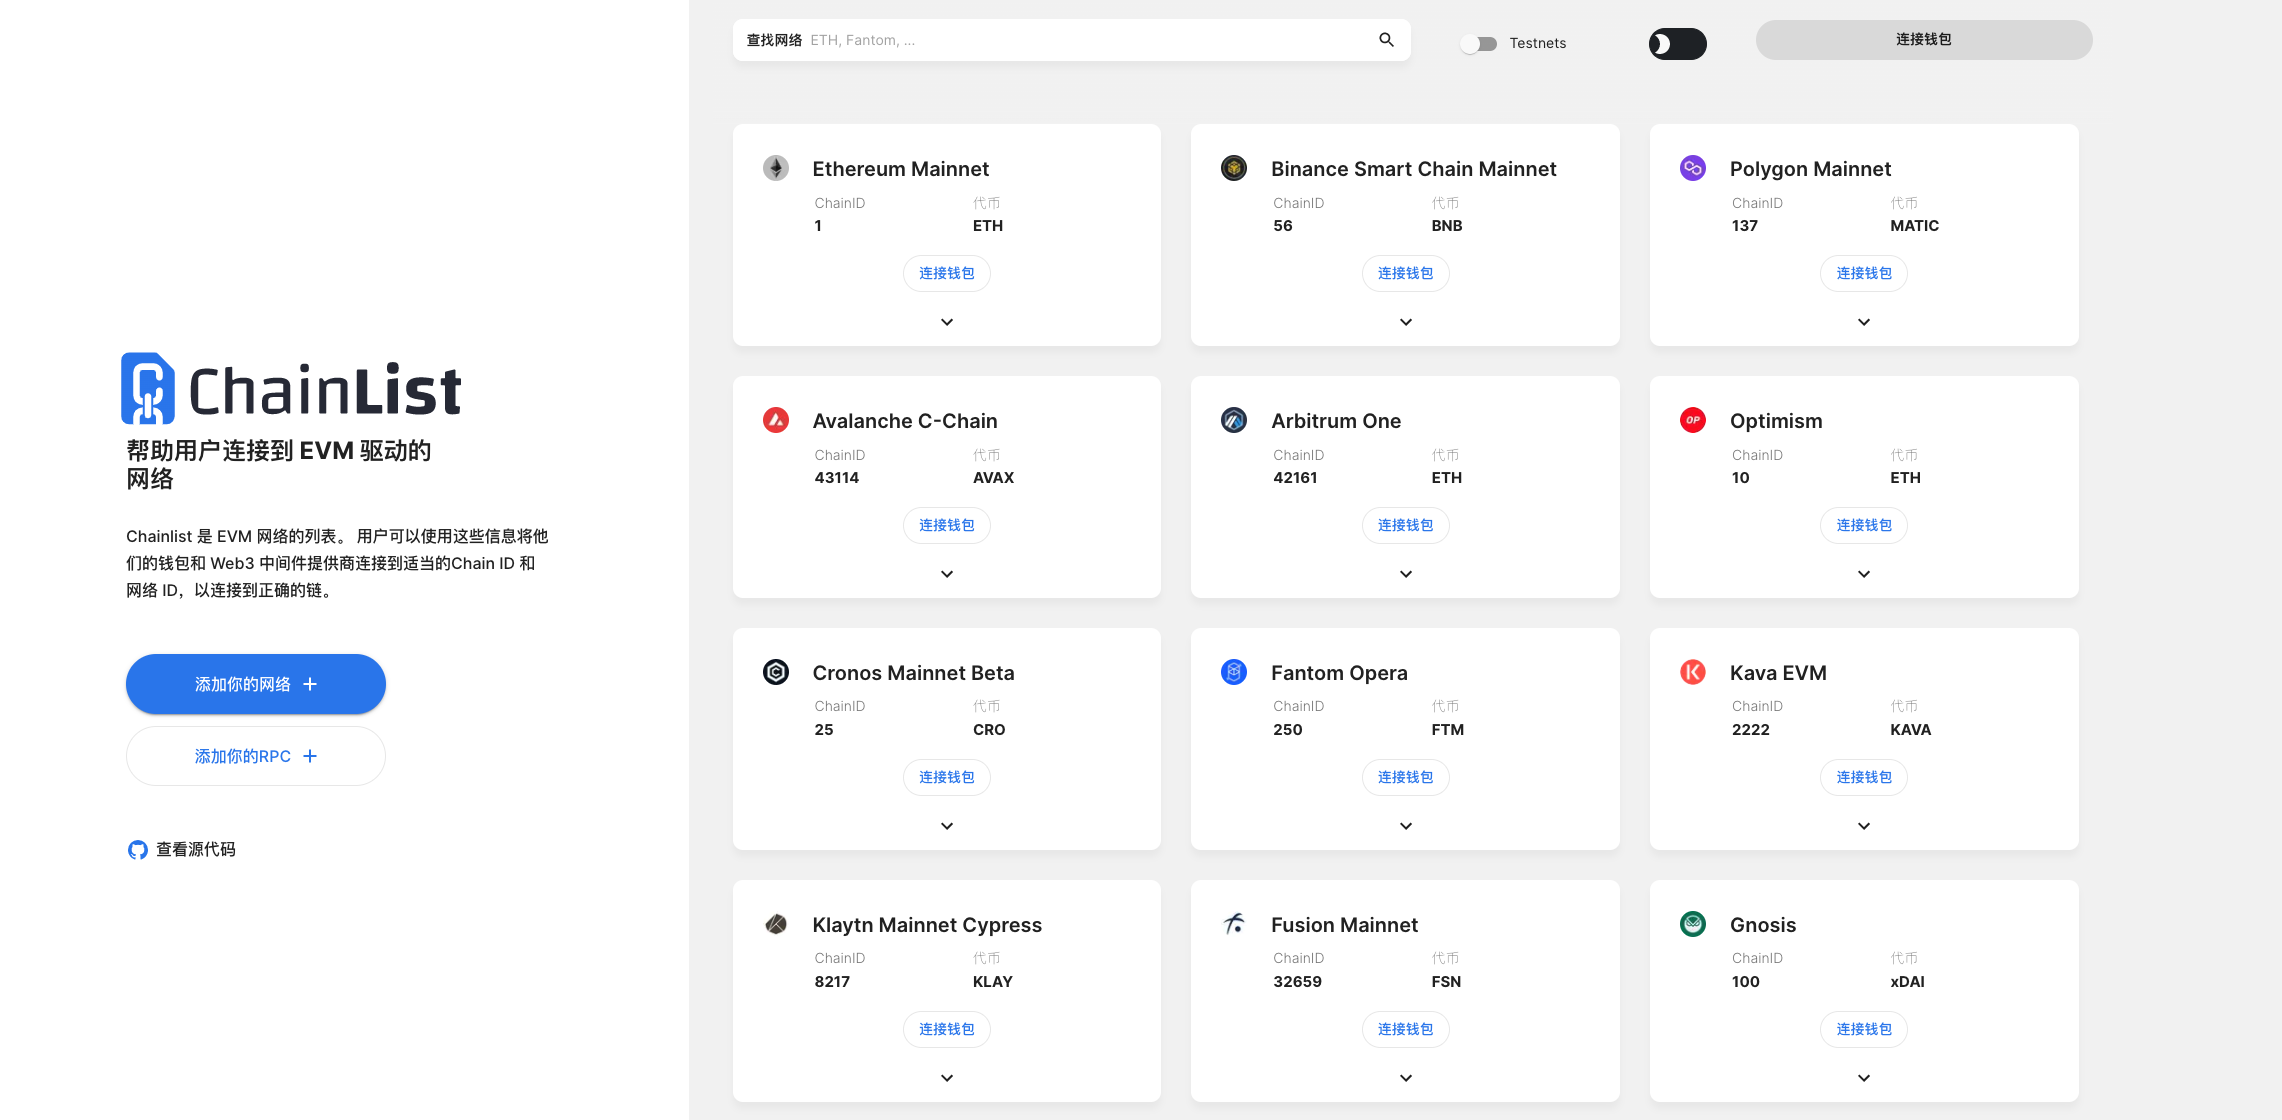 ChainList
帮助用户连接到 EVM 驱动的
网络
Chainlist 是 EVM 网络的列表。 用户可以使用这些信息将他
们的钱包和 Web3 中间件提供商连接到适当的Chain ID 和
网络 ID，以连接到正确的链。
添加你的网络
添加你的RPC
查看源代码
查找网络 ETH, Fantom, ...
Testnets
连接钱包
Ethereum Mainnet
ChainID 代币
1 ETH
连接钱包
Binance Smart Chain Mainnet
ChainID 代币
56 BNB
连接钱包
Polygon Mainnet
ChainID 代币
137 MATIC
连接钱包
Avalanche C-Chain
ChainID 代币
43114 AVAX
连接钱包
Arbitrum One
ChainID 代币
42161 ETH
连接钱包
OP
Optimism
ChainID 代币
10 ETH
连接钱包
Cronos Mainnet Beta
ChainID 代币
25 CRO
连接钱包
Fantom Opera
ChainID 代币
250 FTM
连接钱包
Kava EVM
ChainID 代币
2222 KAVA
连接钱包
Klaytn Mainnet Cypress
ChainID 代币
8217 KLAY
连接钱包
Fusion Mainnet
ChainID 代币
32659 FSN
连接钱包
Gnosis
ChainID 代币
100 xDAI
连接钱包